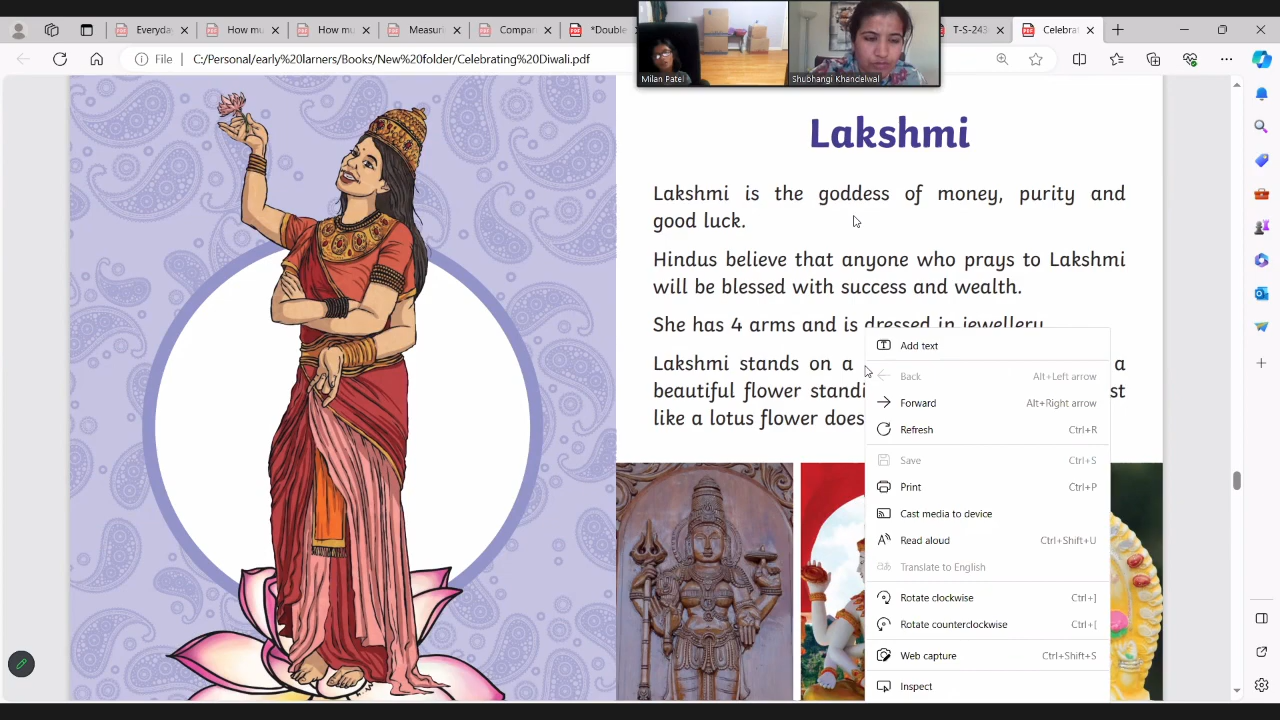 Everyda
How mu
How mu
Measuri
Compar
*Double
T-S-243
Celebrat
File
C:/Personal/early%20larners/Books/New%20folder/Celebrating%20Diwali.pdf
Milan Patel
Shubhangi Khandelwal
Lakshmi
Lakshmi is the goddess of money, purity and
good luck.
Hindus believe that anyone who prays to Lakshmi
will be blessed with success and wealth.
She has 4 arms and is dressed in jewellery.
Lakshmi stands on a
a
beautiful flower standi
st
like a lotus flower does
Add text
Back Alt+Left arrow
Forward Alt+Right arrow
Refresh Ctrl+R
Save Ctrl+S
Print Ctrl+P
Cast media to device
Read aloud Ctrl+Shift+U
Translate to English
Rotate clockwise Ctrl+]
Rotate counterclockwise Ctrl+[
Web capture Ctrl+Shift+S
Inspect